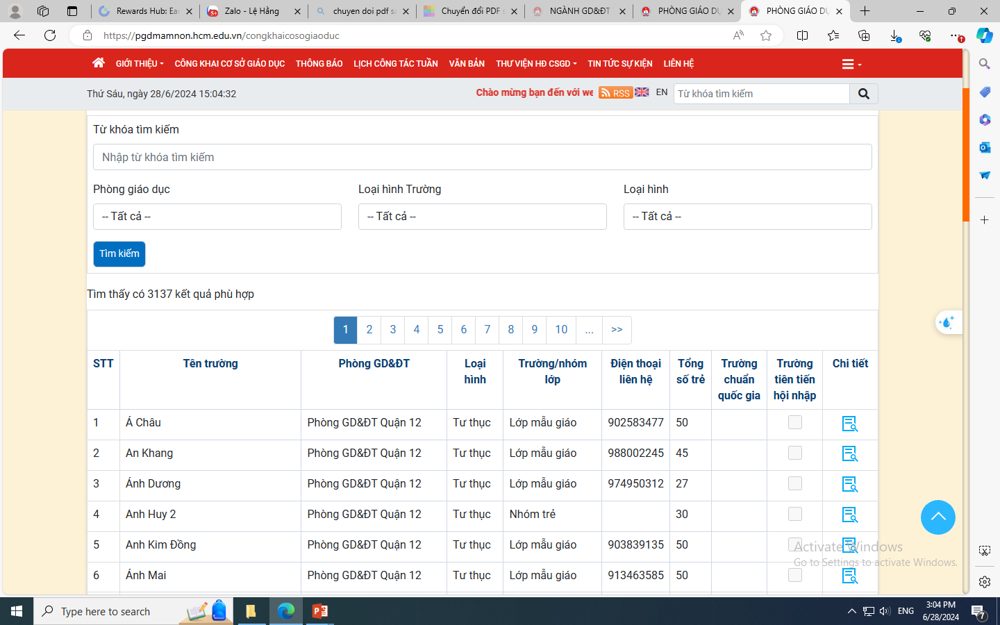 Rewards Hub: Ear
Zalo - Lệ Hằng
chuyen doi pdf sa
Chuyển đổi PDF s
NGÀNH GD&ĐT
PHÒNG GIÁO DỤ
PHÒNG GIÁO DỤ
https://pgdmamnon.hcm.edu.vn/congkhaicosogiaoduc
GIỚI THIỆU CÔNG KHAI CƠ SỞ GIÁO DỤC THÔNG BÁO LỊCH CÔNG TÁC TUẦN VĂN BẢN THƯ VIỆN HĐ CSGD TIN TỨC SỰ KIỆN LIÊN HỆ
Thứ Sáu, ngày 28/6/2024 15:04:32
Chào mừng bạn đến với we
RSS
EN
Từ khóa tìm kiếm
Từ khóa tìm kiếm
Nhập từ khóa tìm kiếm
Phòng giáo dục
Loại hình Trường
Loại hình
-- Tất cả --
-- Tất cả --
-- Tất cả --
Tìm kiếm
Tìm thấy có 3137 kết quả phù hợp
1 2 3 4 5 6 7 8 9 10 ... >>
STT Tên trường Phòng GD&ĐT Loại hình Trường/nhóm lớp Điện thoại liên hệ Tổng số trẻ Trường chuẩn quốc gia Trường tiên tiến hội nhập Chi tiết
1 Á Châu Phòng GD&ĐT Quận 12 Tư thục Lớp mẫu giáo 902583477 50
2 An Khang Phòng GD&ĐT Quận 12 Tư thục Lớp mẫu giáo 988002245 45
3 Ánh Dương Phòng GD&ĐT Quận 12 Tư thục Lớp mẫu giáo 974950312 27
4 Anh Huy 2 Phòng GD&ĐT Quận 12 Tư thục Nhóm trẻ 30
5 Anh Kim Đồng Phòng GD&ĐT Quận 12 Tư thục Lớp mẫu giáo 903839135 50
6 Ánh Mai Phòng GD&ĐT Quận 12 Tư thục Lớp mẫu giáo 913463585 50
Activate Windows
Go to Settings to activate Windows.
Type here to search
ENG
3:04 PM
6/28/2024
7